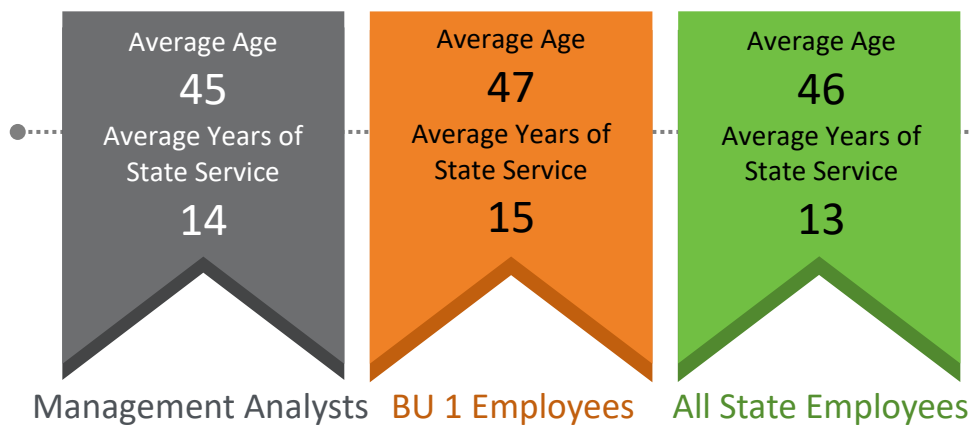 Average Age
45
Average Years of
State Service
14
Average Age
47
Average Years of
State Service
15
Average Age
46
Average Years of
State Service
13
Management Analysts
BU 1 Employees
All State Employees